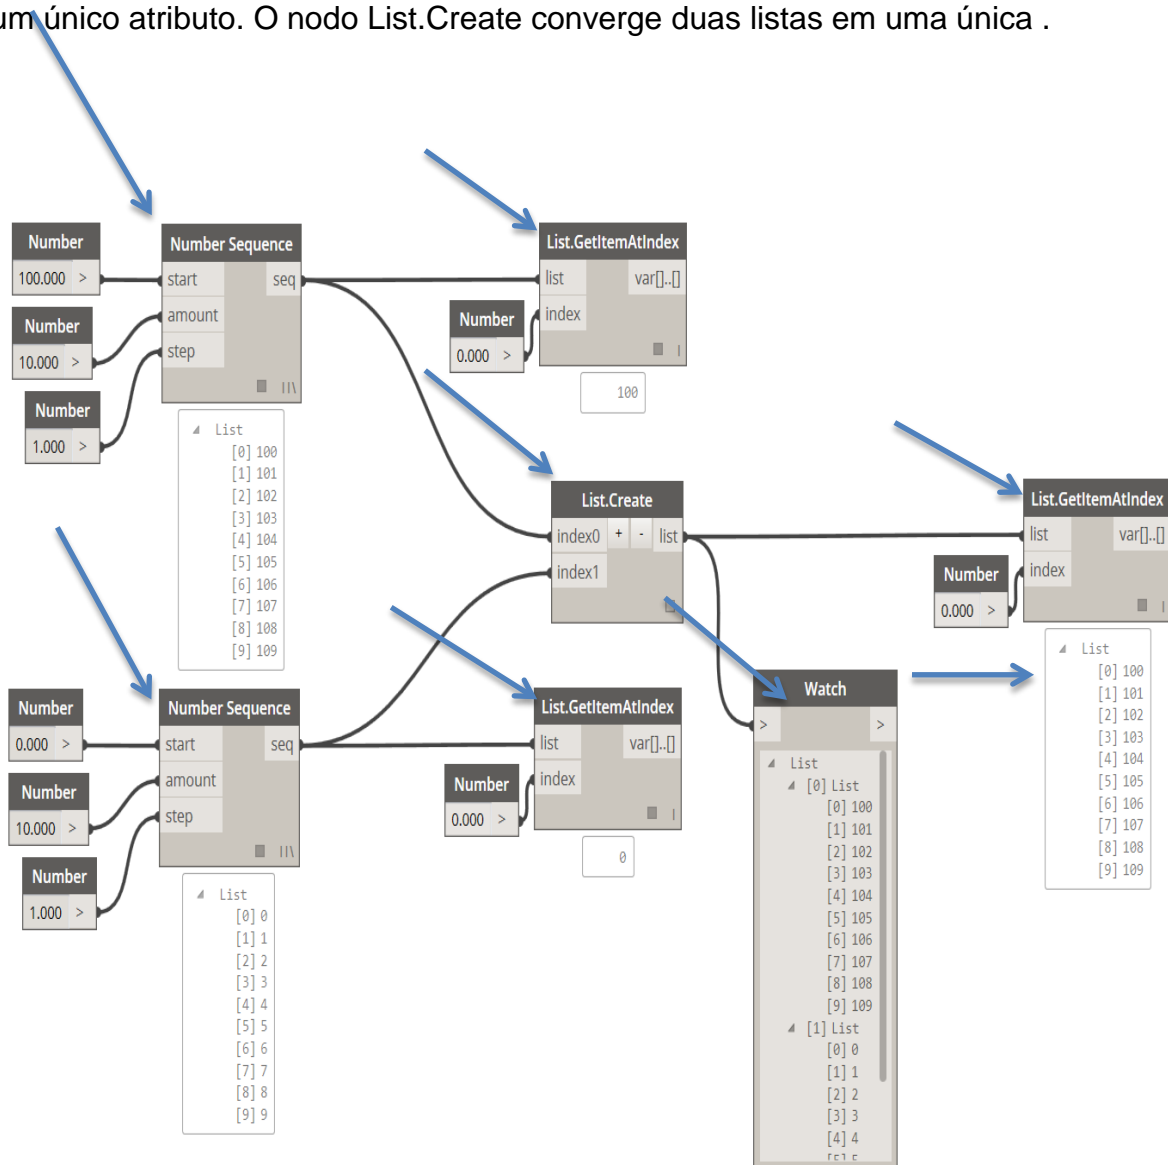 um único atributo. O nodo List.Create converge duas listas em uma única .
Number
100.000 >
Number
10.000 >
Number
1.000 >
Number Sequence
start seq
amount
step
List
[0] 100
[1] 101
[2] 102
[3] 103
[4] 104
[5] 105
[6] 106
[7] 107
[8] 108
[9] 109
List.GetItemAtIndex
list var[]..[]
index
Number
0.000 >
100
List.Create
index0 + - list
index1
List.GetItemAtIndex
list var[]..[]
index
Number
0.000 >
List
[0] 100
[1] 101
[2] 102
[3] 103
[4] 104
[5] 105
[6] 106
[7] 107
[8] 108
[9] 109
Number
0.000 >
Number
10.000 >
Number
1.000 >
Number Sequence
start seq
amount
step
List
[0] 0
[1] 1
[2] 2
[3] 3
[4] 4
[5] 5
[6] 6
[7] 7
[8] 8
[9] 9
List.GetItemAtIndex
list var[]..[]
index
Number
0.000 >
0
Watch
> >
List
[0] List
[0] 100
[1] 101
[2] 102
[3] 103
[4] 104
[5] 105
[6] 106
[7] 107
[8] 108
[9] 109
[1] List
[0] 0
[1] 1
[2] 2
[3] 3
[4] 4